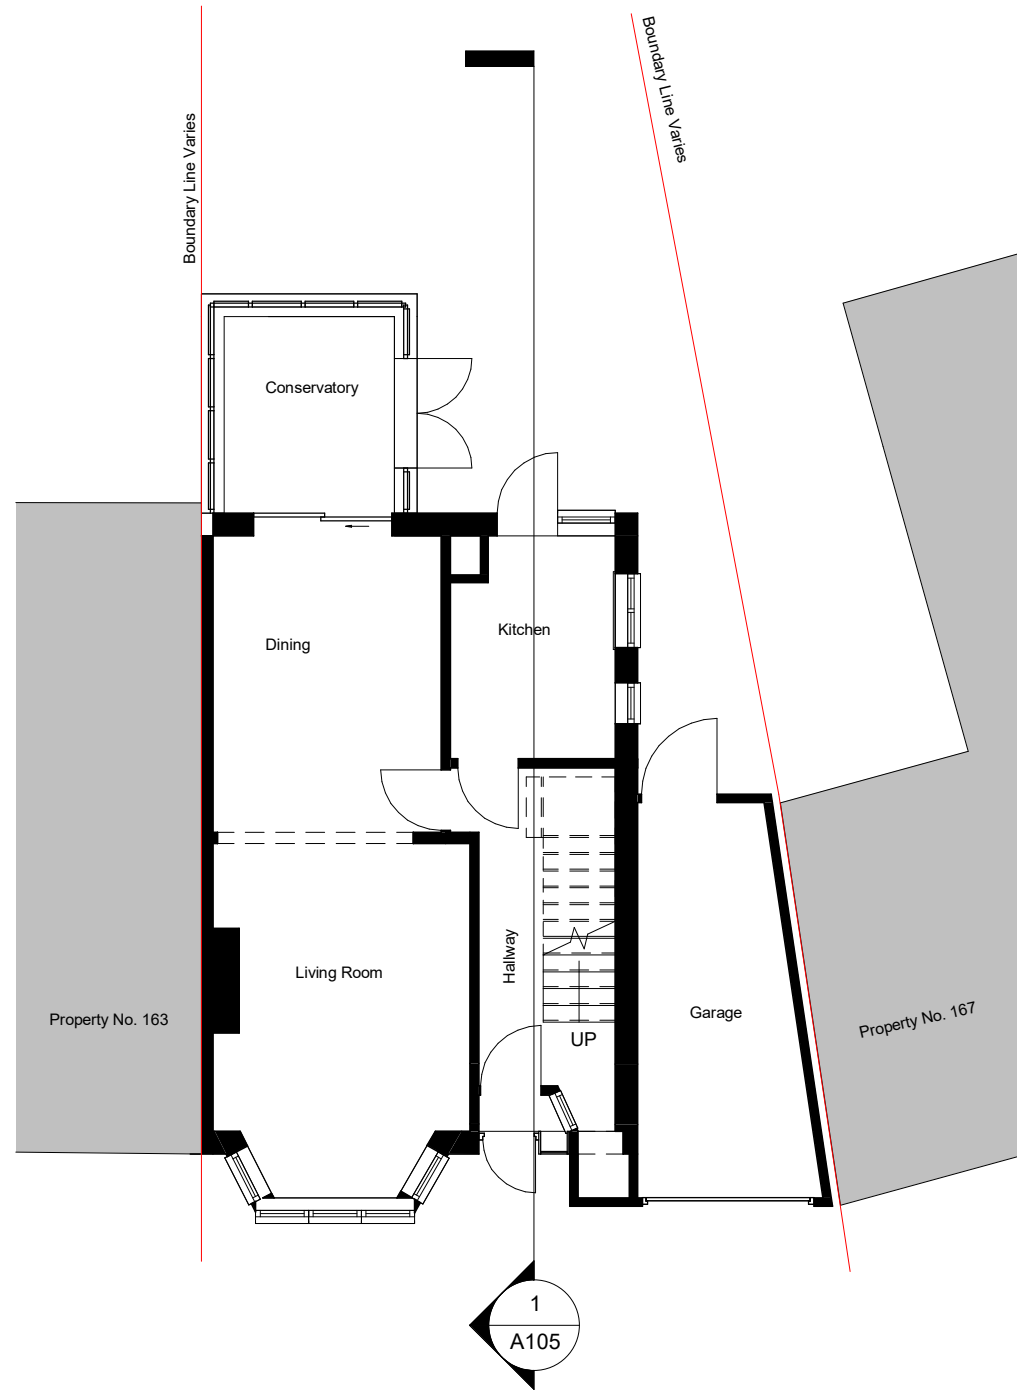 Boundary Line Varies
Boundary Line Varies
Conservatory
Dining
Kitchen
Living Room
Hallway
UP
Garage
Property No. 163
Property No. 167
1
A105